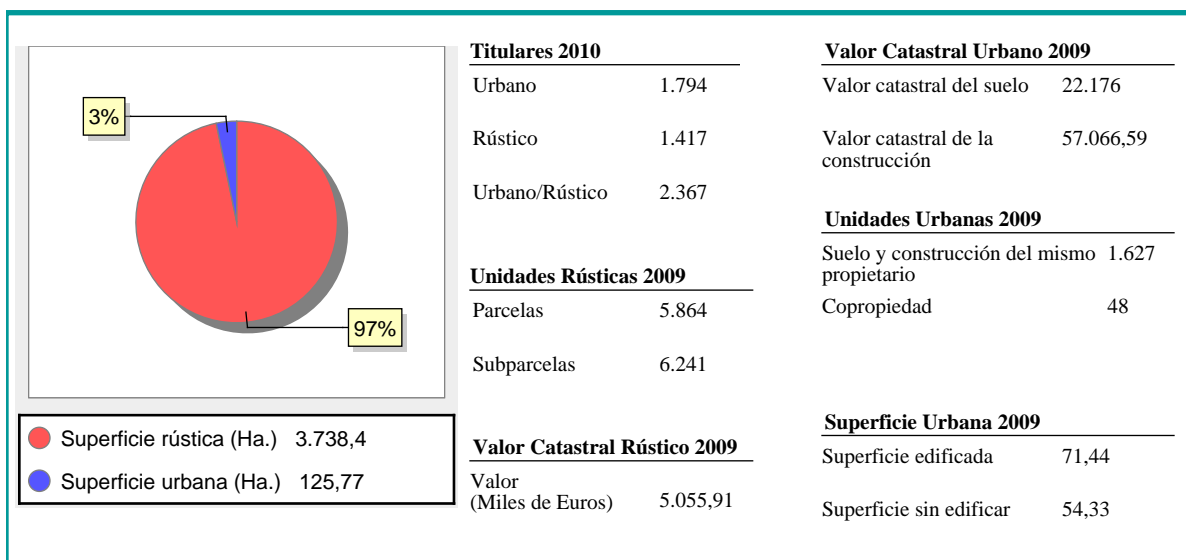 3%
97%
Superficie rústica (Ha.) 3.738,4
Superficie urbana (Ha.) 125,77
Titulares 2010
Urbano 1.794
Rústico 1.417
Urbano/Rústico 2.367
Unidades Rústicas 2009
Parcelas 5.864
Subparcelas 6.241
Valor Catastral Rústico 2009
Valor
(Miles de Euros) 5.055,91
Valor Catastral Urbano 2009
Valor catastral del suelo 22.176
Valor catastral de la 57.066,59
construcción
Unidades Urbanas 2009
Suelo y construcción del mismo 1.627
propietario
Copropiedad 48
Superficie Urbana 2009
Superficie edificada 71,44
Superficie sin edificar 54,33